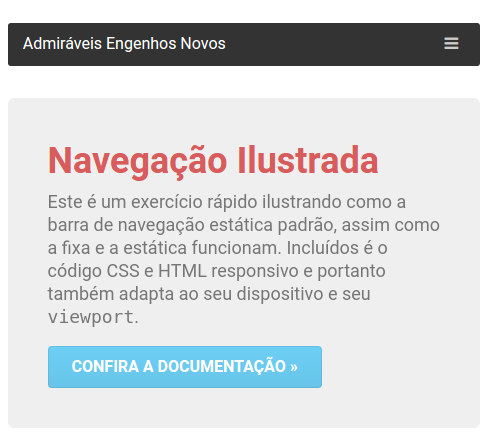 Admiráveis Engenhos Novos
Navegação Ilustrada
Este é um exercício rápido ilustrando como a
barra de navegação estática padrão, assim como
a fixa e a estática funcionam. Incluídos é o
código CSS e HTML responsivo e portanto
também adapta ao seu dispositivo e seu
viewport.
CONFIRA A DOCUMENTAÇÃO »